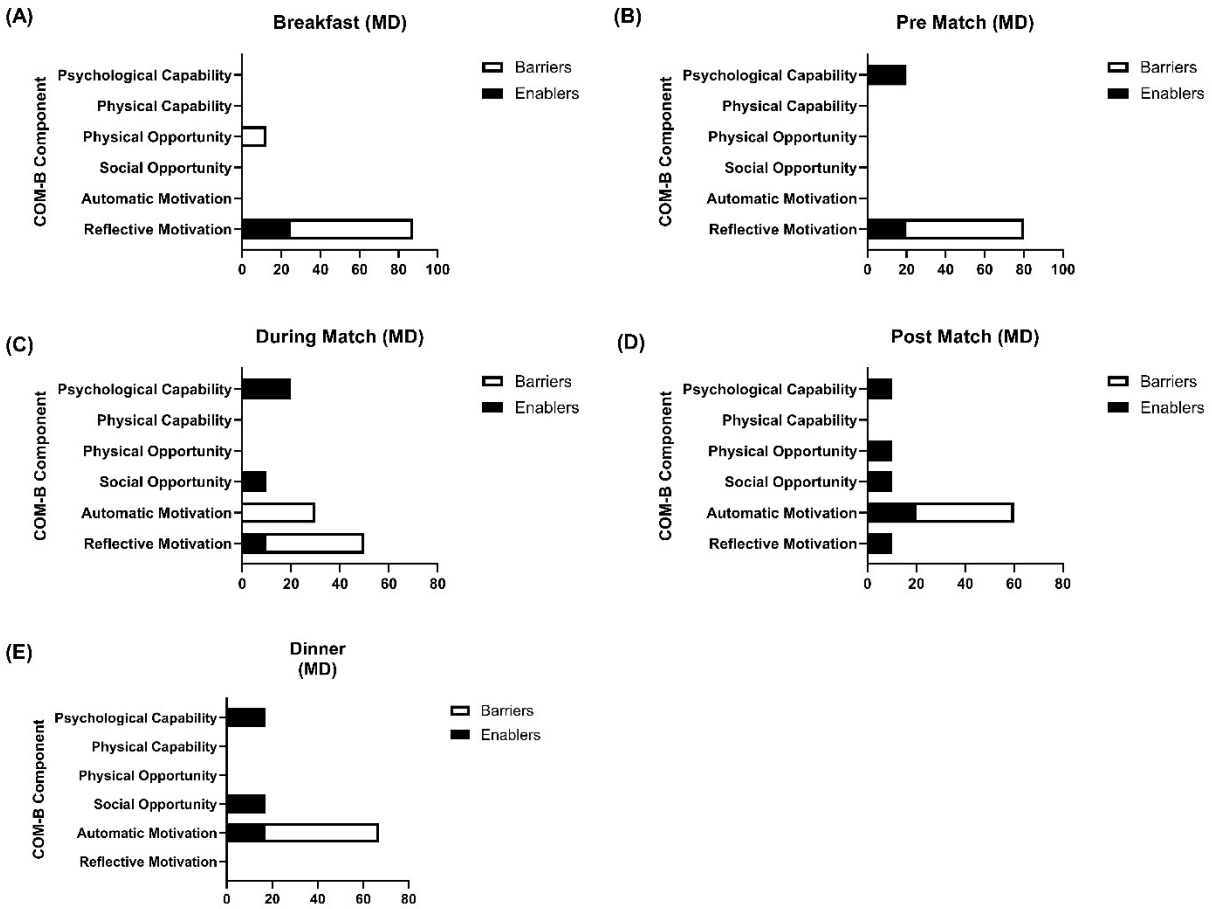 (A)
Breakfast (MD)
COM-B Component
Psychological Capability
Physical Capability
Physical Opportunity
Social Opportunity
Automatic Motivation
Reflective Motivation
0 20 40 60 80 100
Barriers
Enablers
(B)
Pre Match (MD)
COM-B Component
Psychological Capability
Physical Capability
Physical Opportunity
Social Opportunity
Automatic Motivation
Reflective Motivation
0 20 40 60 80 100
Barriers
Enablers
(C)
During Match (MD)
COM-B Component
Psychological Capability
Physical Capability
Physical Opportunity
Social Opportunity
Automatic Motivation
Reflective Motivation
0 20 40 60 80
Barriers
Enablers
(D)
Post Match (MD)
COM-B Component
Psychological Capability
Physical Capability
Physical Opportunity
Social Opportunity
Automatic Motivation
Reflective Motivation
0 20 40 60 80
Barriers
Enablers
(E)
Dinner
(MD)
COM-B Component
Psychological Capability
Physical Capability
Physical Opportunity
Social Opportunity
Automatic Motivation
Reflective Motivation
0 20 40 60 80
Barriers
Enablers